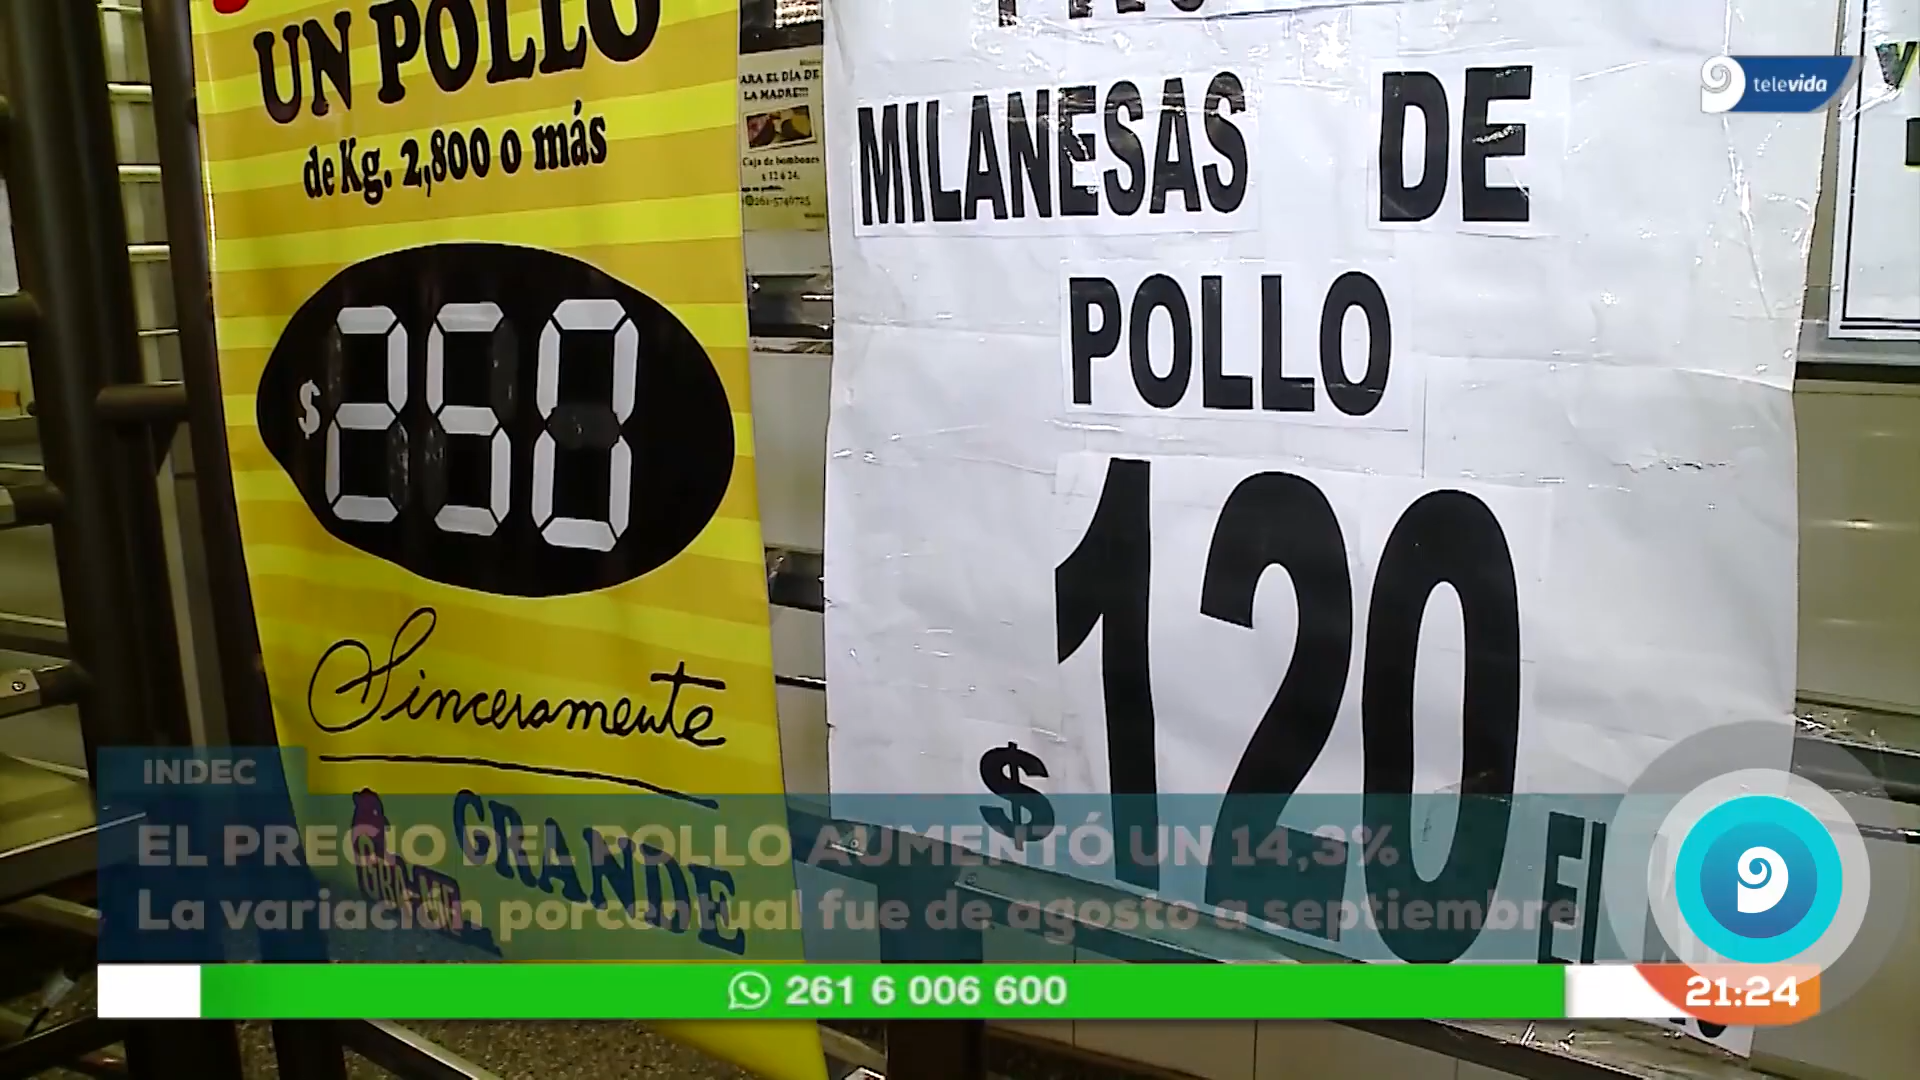 UN POLLO
de Kg. 2,800 o más
$ 250
Sinceramente
GRANDE
ARA EL DÍA DE
LA MADRE!!!
Caja de bombones
MILANESAS DE
POLLO
$ 120 El
televida
INDEC
EL PRECIO DEL POLLO AUMENTÓ UN 14,3%
La variación porcentual fue de agosto a septiembre
261 6 006 600
21:24